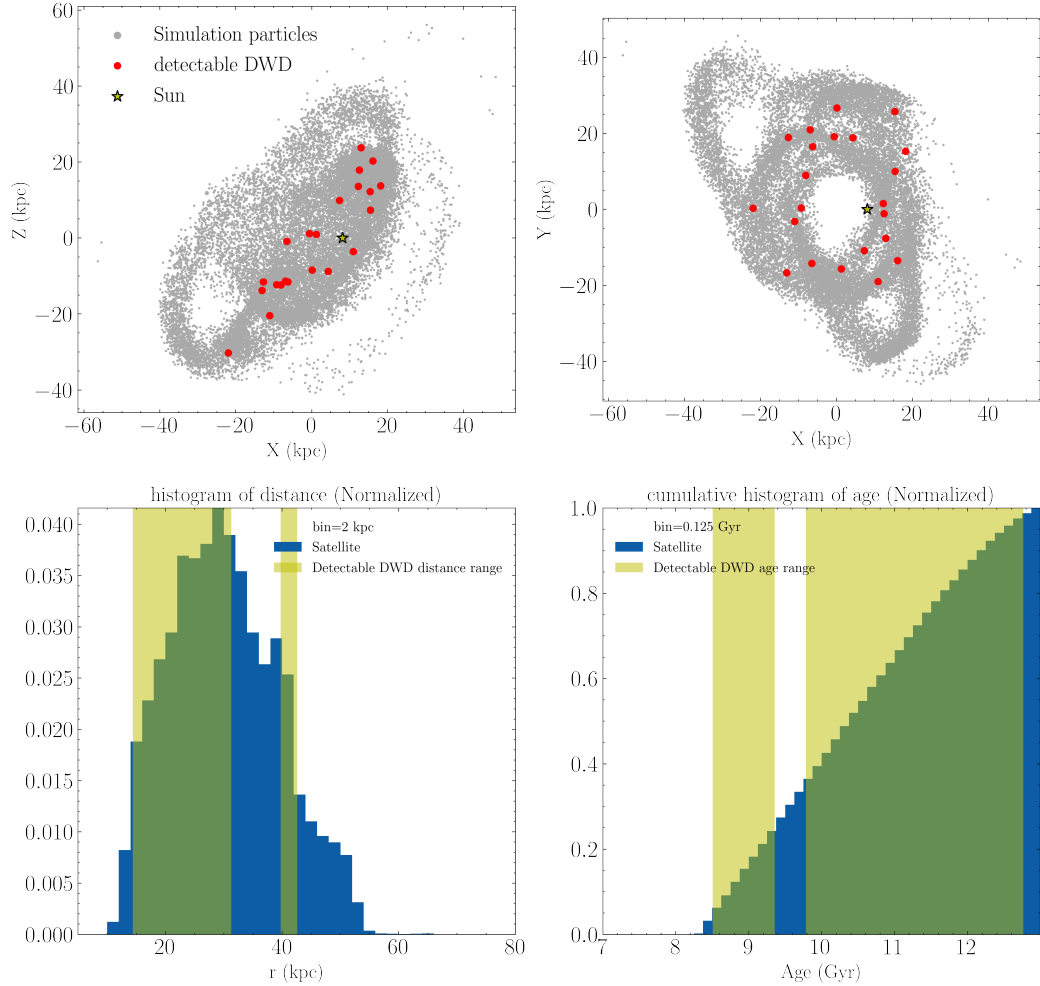 60
40
20
0
−20
−40
Z (kpc)
Simulation particles
detectable DWD
Sun
−60
−40
−20
0
20
40
X (kpc)
40
20
0
−20
−40
Y (kpc)
−60
−40
−20
0
20
40
X (kpc)
histogram of distance (Normalized)
0.040
0.035
0.030
0.025
0.020
0.015
0.010
0.005
0.000
bin=2 kpc
Satellite
Detectable DWD distance range
20
40
60
80
r (kpc)
cumulative histogram of age (Normalized)
1.0
0.8
0.6
0.4
0.2
0.0
bin=0.125 Gyr
Satellite
Detectable DWD age range
7
8
9
10
11
12
Age (Gyr)